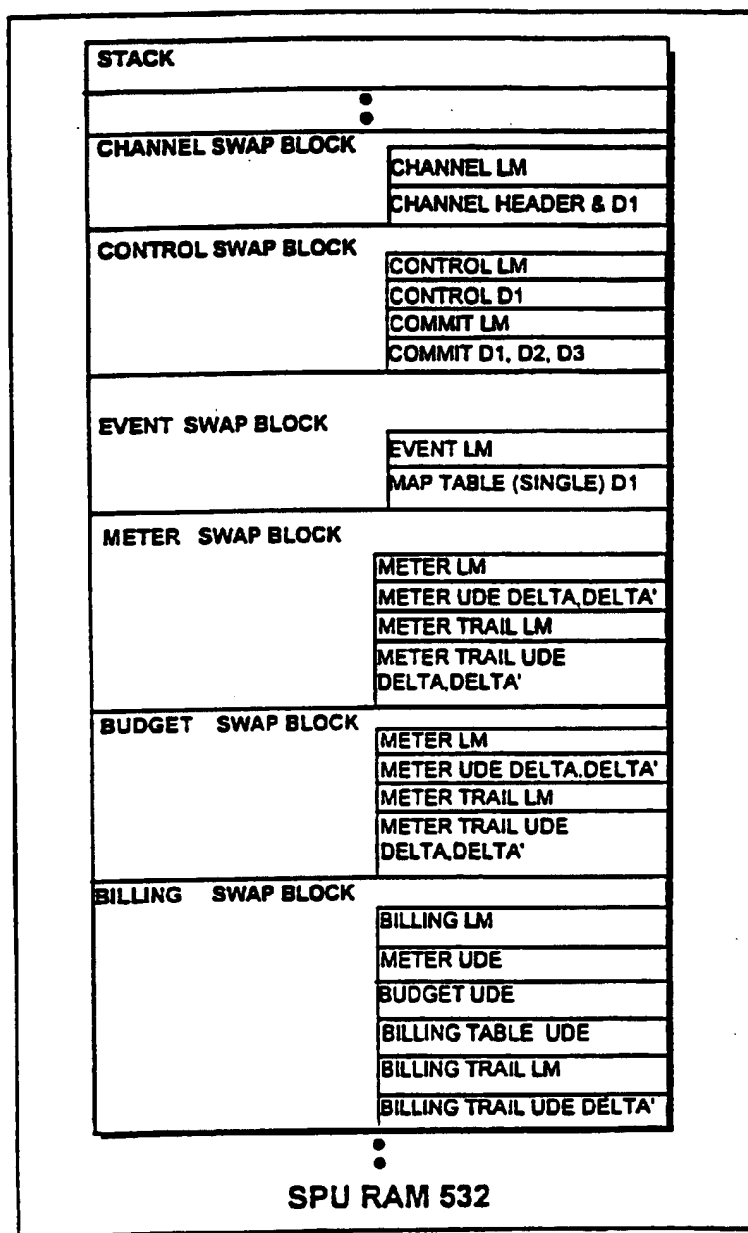 STACK
CHANNEL SWAP BLOCK
CHANNEL LM
CHANNEL HEADER & D1
CONTROL SWAP BLOCK
CONTROL LM
CONTROL D1
COMMIT LM
COMMIT D1, D2, D3
EVENT SWAP BLOCK
EVENT LM
MAP TABLE (SINGLE) D1
METER SWAP BLOCK
METER LM
METER UDE DELTA,DELTA'
METER TRAIL LM
METER TRAIL UDE
DELTA,DELTA'
BUDGET SWAP BLOCK
METER LM
METER UDE DELTA,DELTA'
METER TRAIL LM
METER TRAIL UDE
DELTA,DELTA'
BILLING SWAP BLOCK
BILLING LM
METER UDE
BUDGET UDE
BILLING TABLE UDE
BILLING TRAIL LM
BILLING TRAIL UDE DELTA'
SPU RAM 532